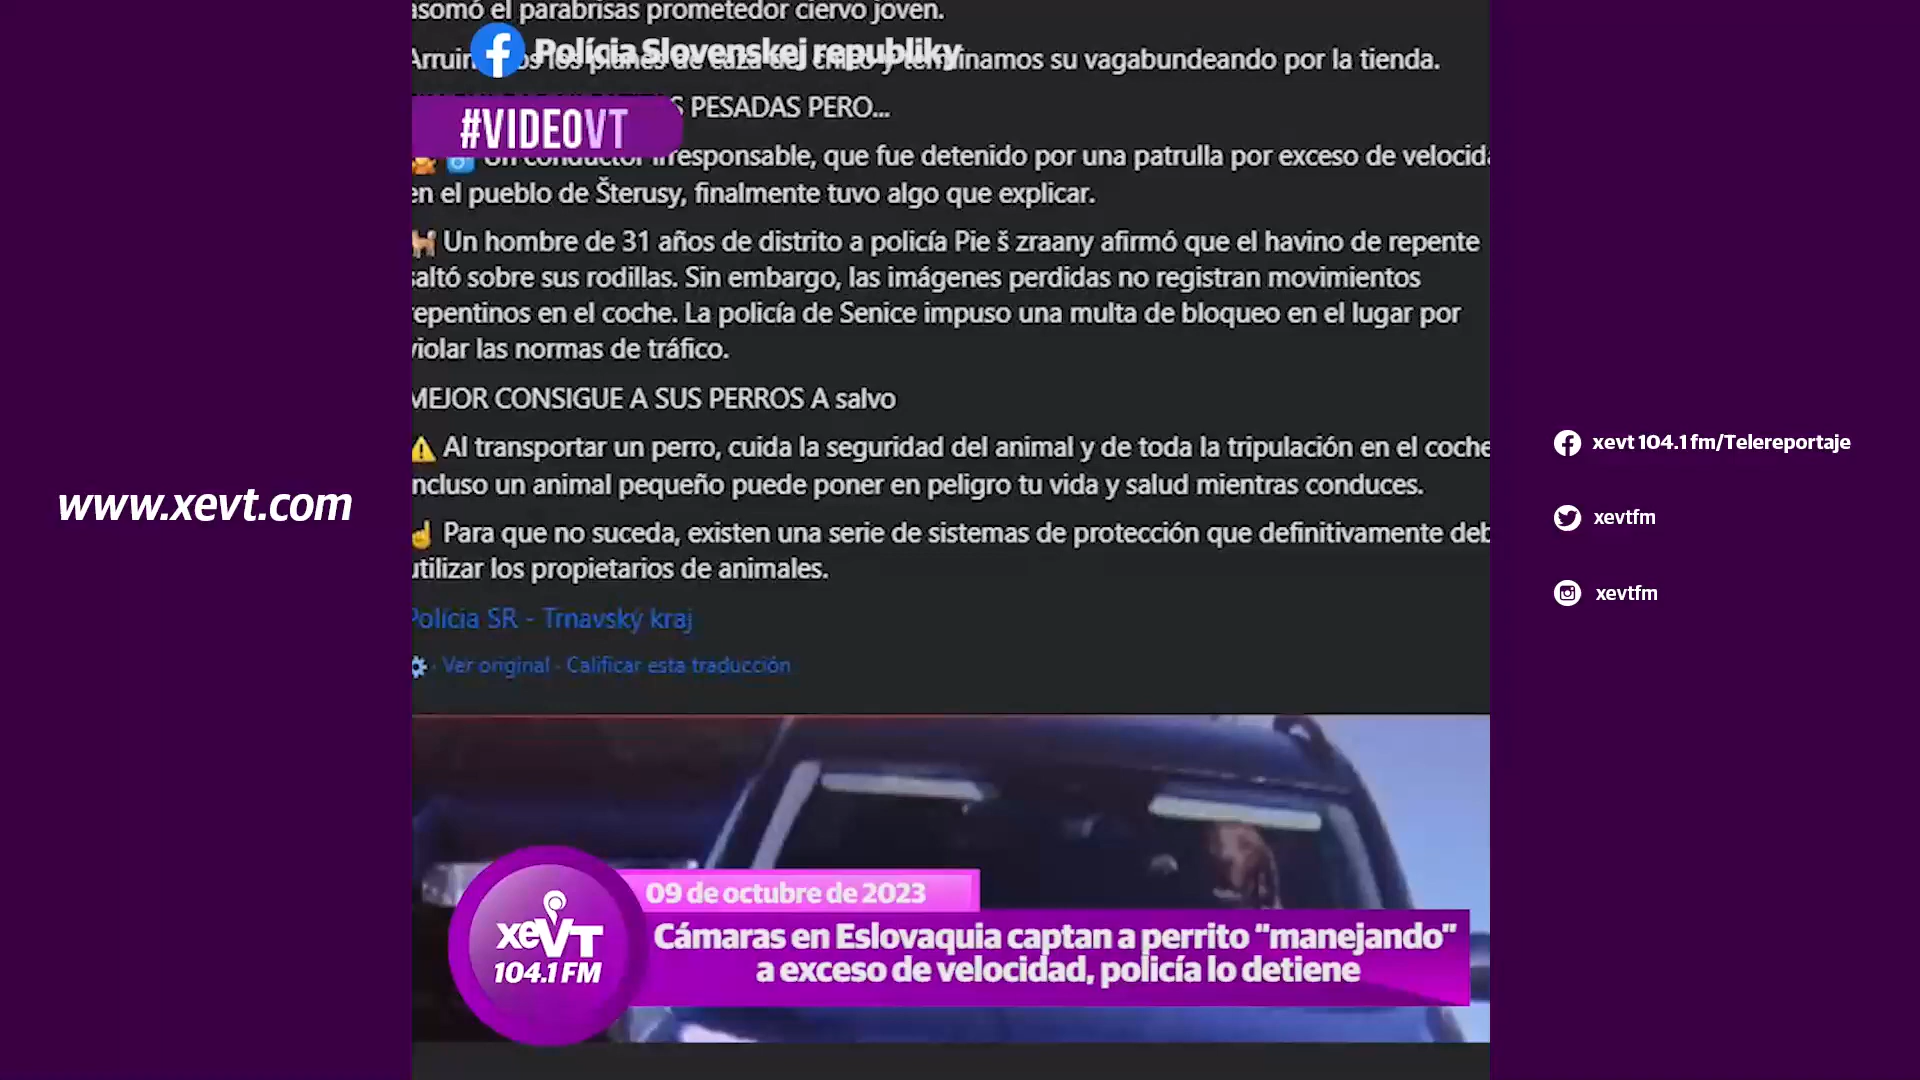 asomó el parabrisas prometedor ciervo joven.
Polícia Slovenskej republiky
terminamos su vagabundeando por la tienda.
PESADAS PERO...
#VIDEOVT
Un conductor irresponsable, que fue detenido por una patrulla por exceso de velocid
en el pueblo de Šterusy, finalmente tuvo algo que explicar.
Un hombre de 31 años de distrito a policía Pie š zraany afirmó que el havino de repente
saltó sobre sus rodillas. Sin embargo, las imágenes perdidas no registran movimientos
repentinos en el coche. La policía de Senice impuso una multa de bloqueo en el lugar por
violar las normas de tráfico.
MEJOR CONSIGUE A SUS PERROS A salvo
Al transportar un perro, cuida la seguridad del animal y de toda la tripulación en el coche
incluso un animal pequeño puede poner en peligro tu vida y salud mientras conduces.
Para que no suceda, existen una serie de sistemas de protección que definitivamente deb
utilizar los propietarios de animales.
Polícia SR - Trnavský kraj
· Ver original · Calificar esta traducción
09 de octubre de 2023
Cámaras en Eslovaquia captan a perrito “manejando”
a exceso de velocidad, policía lo detiene
xeVT
104.1 FM
www.xevt.com
xevt 104.1 fm/Telereportaje
xevtfm
xevtfm